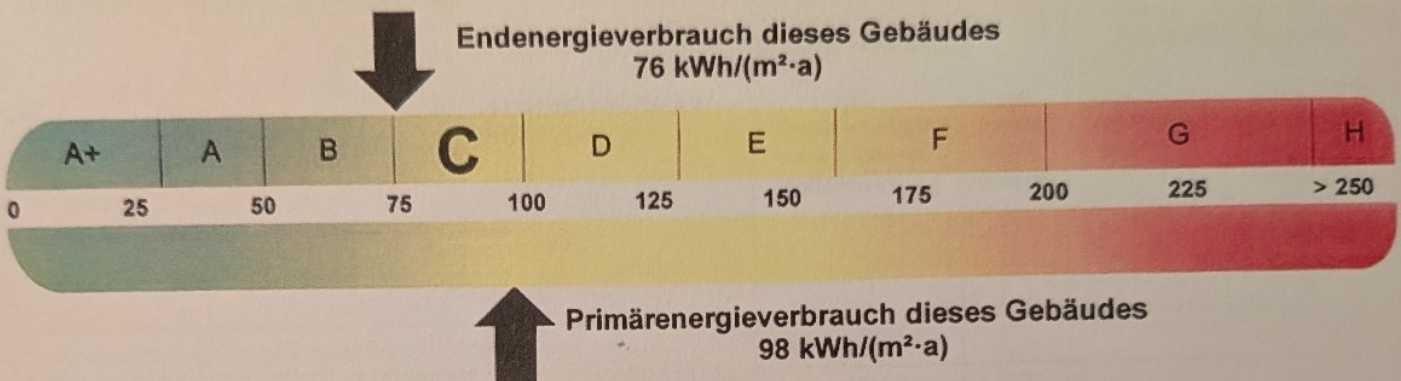 Endenergieverbrauch dieses Gebäudes
76 kWh/(m²·a)
A+ A B C D E F G H
0 25 50 75 100 125 150 175 200 225 > 250
Primärenergieverbrauch dieses Gebäudes
98 kWh/(m²·a)